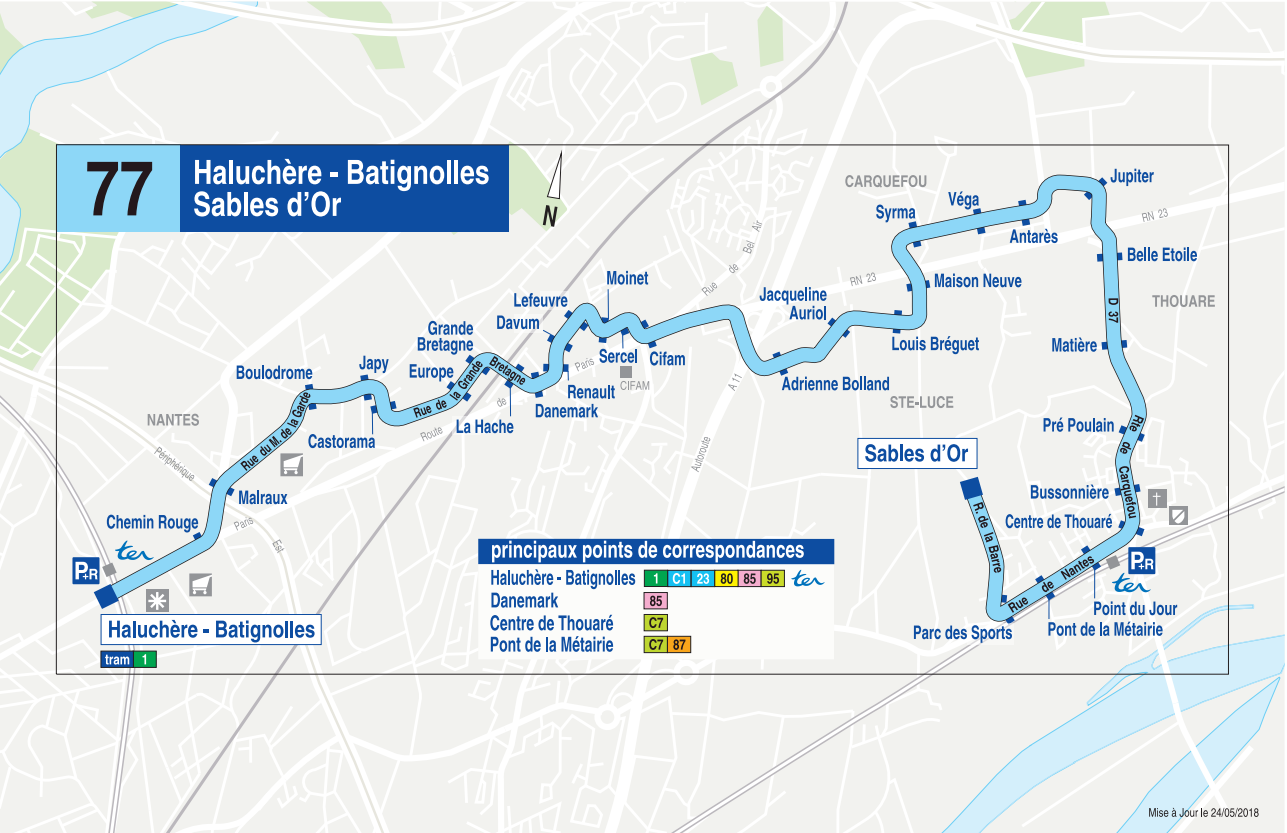 77
Haluchère - Batignolles
Sables d'Or
N
CARQUEFOU
Jupiter
Véga
Syrma
RN 23
Antarès
Rue de Bel Air
Belle Etoile
Moinet
RN 23
Maison Neuve
Lefeuvre
Jacqueline
Auriol
THOUARE
D 37
Davum
Grande
Bretagne
Louis Bréguet
Matière
Sercel
Cifam
Paris
Japy
Bretagne
Boulodrome
Europe
Rue de la Grande
CIFAM
A 11
Adrienne Bolland
Renault
Danemark
STE-LUCE
NANTES
Rue du M. de la Garde
Route de
La Hache
Pré Poulain
Castorama
Rte de Carquefou
Autoroute
Sables d'Or
Périphérique
Malraux
Bussonnière
Chemin Rouge
Paris
R. de la Barre
Centre de Thouaré
Est
ter
principaux points de correspondances
P+R
P+R
Haluchère - Batignolles 1 C1 23 80 85 95 ter
Rue de Nantes
ter
Danemark 85
Point du Jour
Centre de Thouaré C7
Haluchère - Batignolles
Parc des Sports
Pont de la Métairie
Pont de la Métairie C7 87
tram 1
Mise à Jour le 24/05/2018